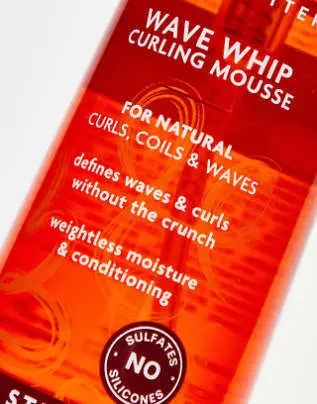 WAVE WHIP
CURLING MOUSSE
FOR NATURAL
CURLS, COILS & WAVES
defines waves & curls
without the crunch
weightless moisture
& conditioning
SULFATES
NO
SILICONES